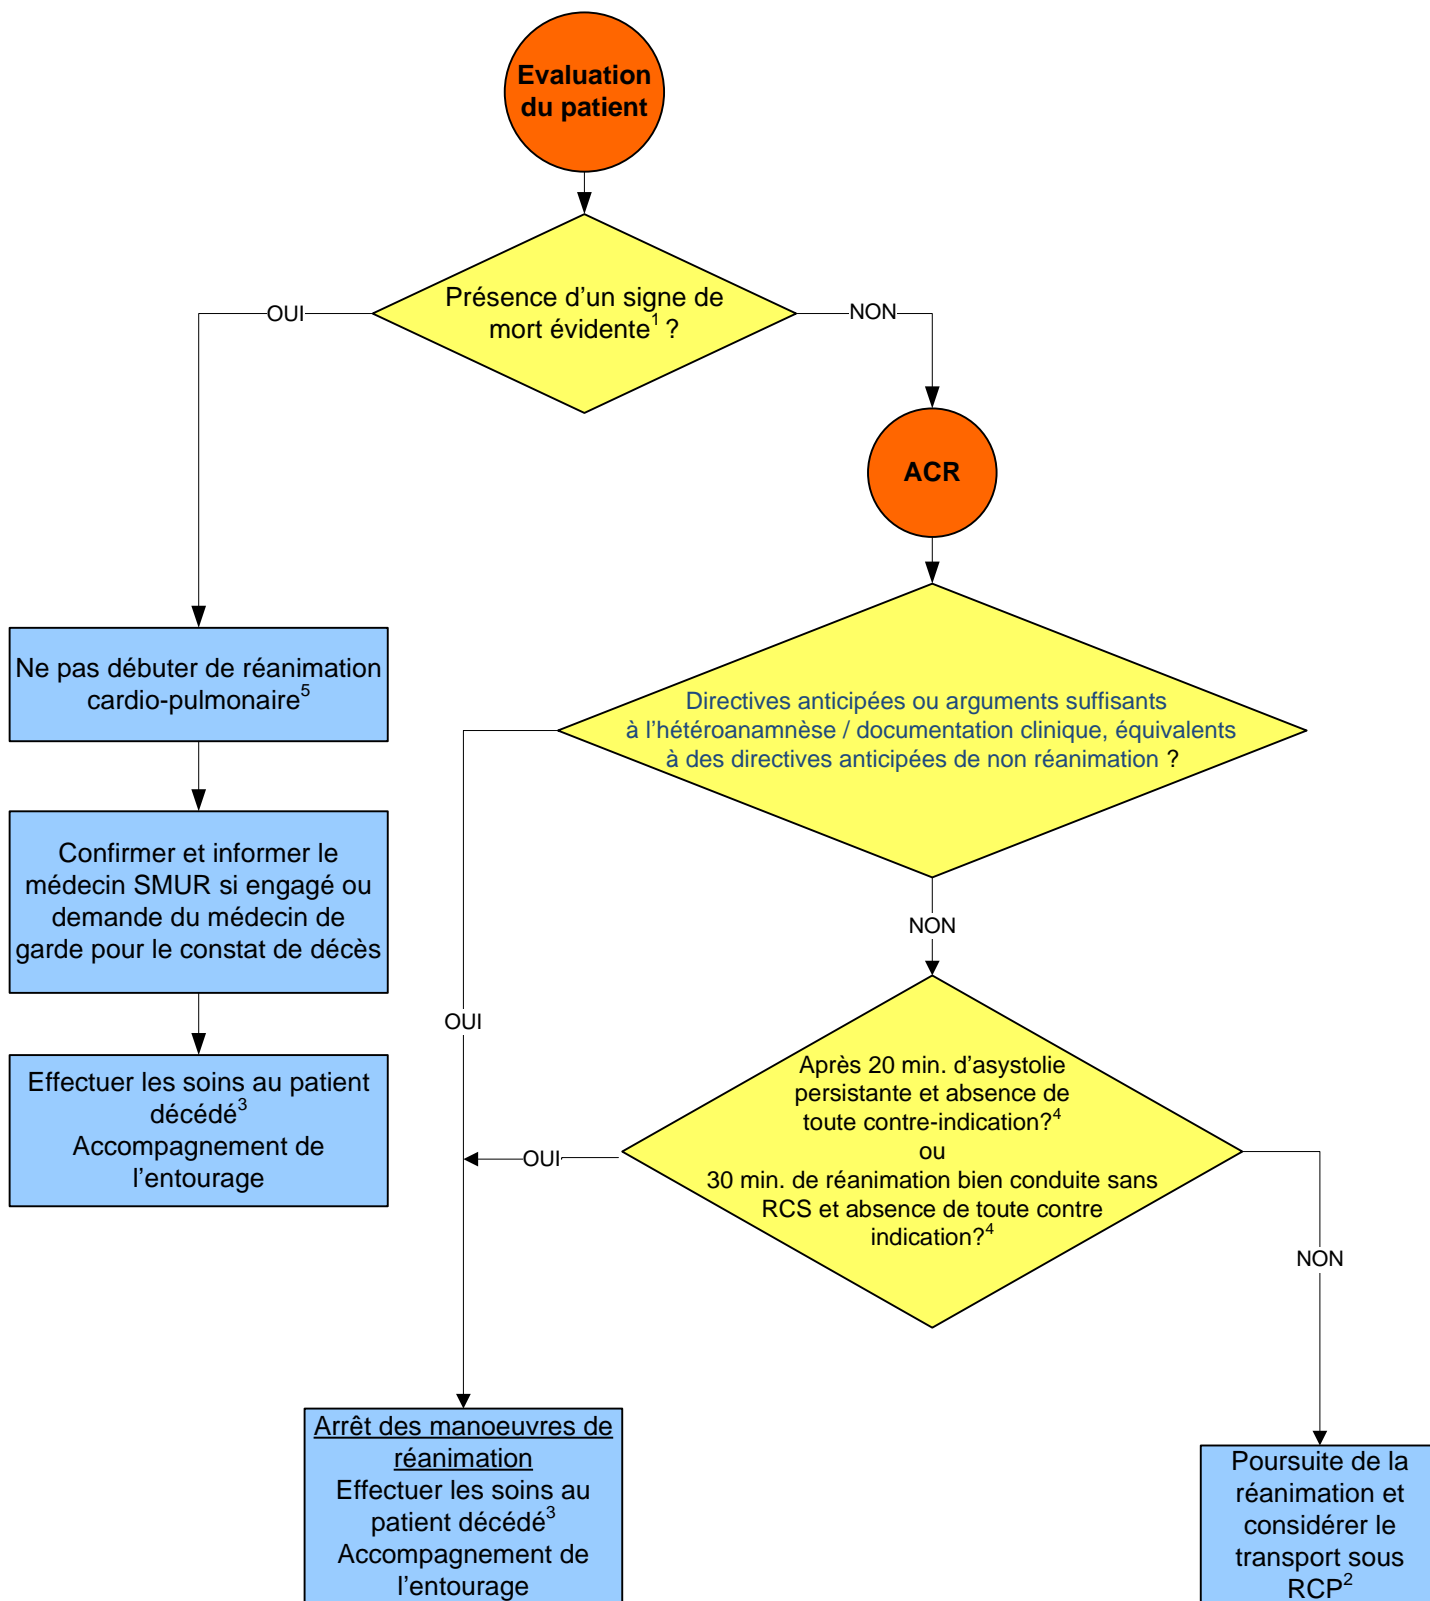 Evaluation
du patient
Présence d’un signe de
mort évidente¹ ?
OUI
NON
ACR
Ne pas débuter de réanimation
cardio-pulmonaire⁵
Directives anticipées ou arguments suffisants
à l’hétéroanamnèse / documentation clinique, équivalents
à des directives anticipées de non réanimation ?
Confirmer et informer le
médecin SMUR si engagé ou
demande du médecin de
garde pour le constat de décès
NON
OUI
Effectuer les soins au patient
décédé³
Accompagnement de
l’entourage
Après 20 min. d’asystolie
persistante et absence de
toute contre-indication?⁴
ou
30 min. de réanimation bien conduite sans
RCS et absence de toute contre
indication?⁴
OUI
NON
Arrêt des manoeuvres de
réanimation
Effectuer les soins au
patient décédé³
Accompagnement de
l’entourage
Poursuite de la
réanimation et
considérer le
transport sous
RCP²